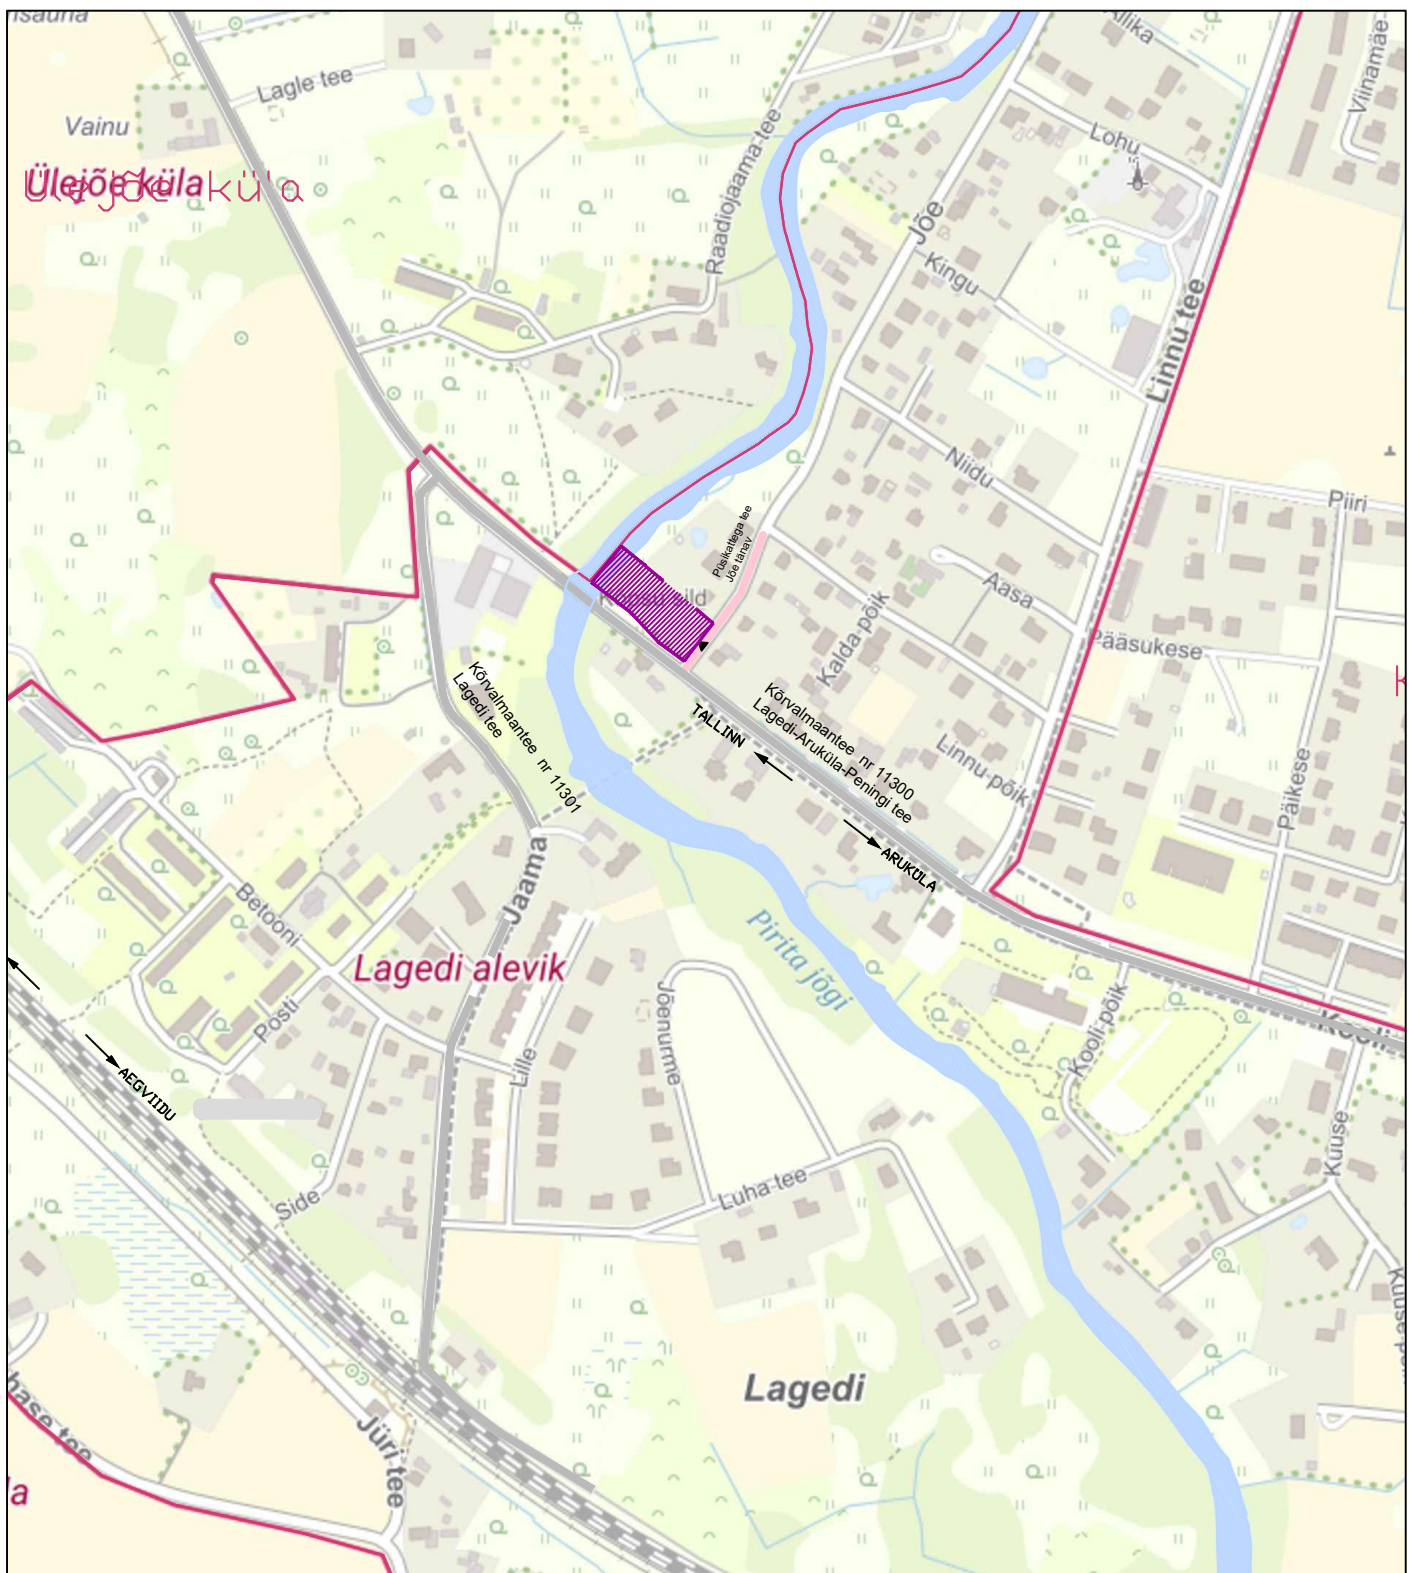 Allika
Viinamäe-
Lagle tee
Vainu
Lohu
Ülejõe küla
Ülejõe küla
Raadiojaama tee
Jõe
Kingu
Linnu tee
Niidu
Piiri
Püsikattega tee
Jõe tänav
Aasa
Kalda põik
Pääsukese
Kõrvalmaantee nr 11301
Lagedi tee
Kõrvalmaantee nr 11300
Lagedi-Aruküla-Peningi tee
TALLINN
Linnu põik
Päikese
ARUKÜLA
Jaama
Betooni
Pirita jõgi
Lagedi alevik
Posti
Jõenurme
Kooli põik
Kooli
Lille
AEGVIIDU
Kuuse
Luha tee
Side
Lagedi
Jüri tee